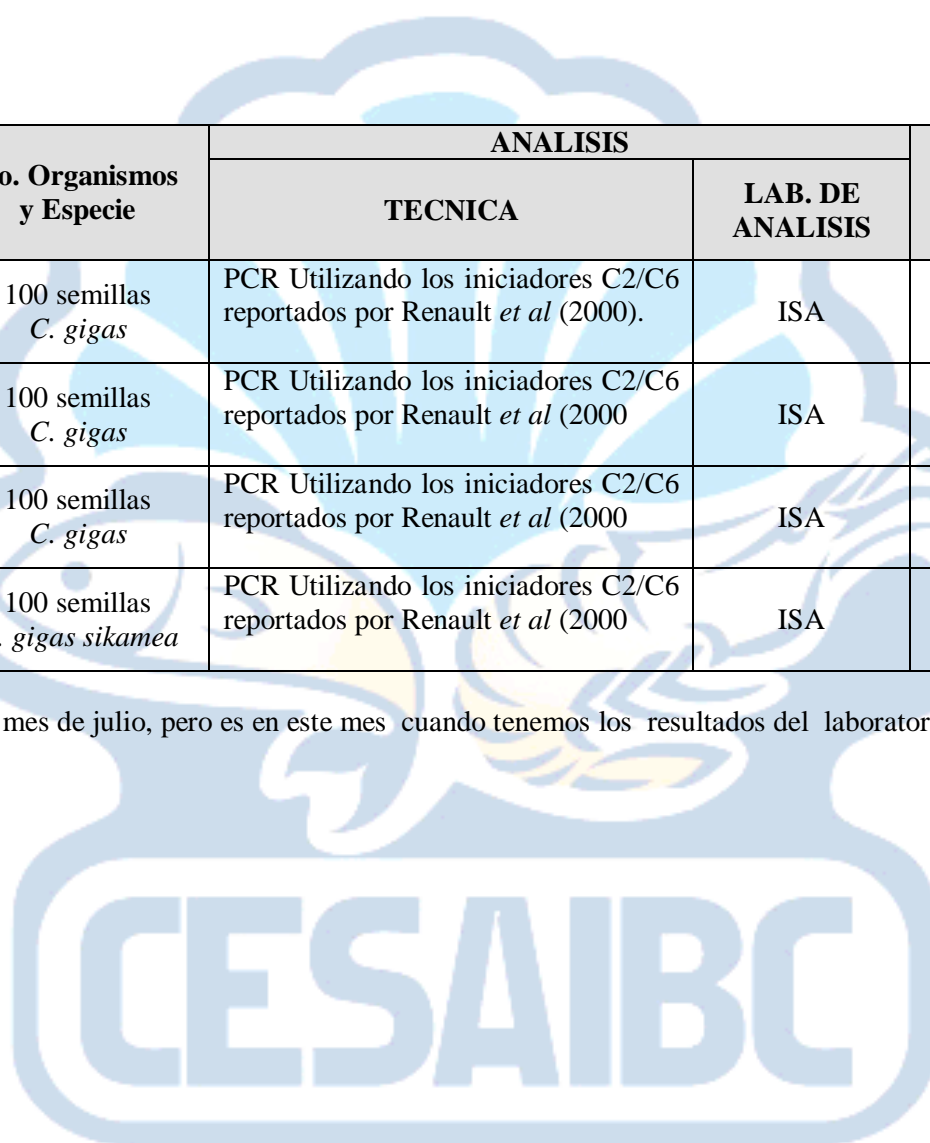 o. Organismos
y Especie
ANALISIS
TECNICA
LAB. DE
ANALISIS
100 semillas
C. gigas
PCR Utilizando los iniciadores C2/C6
reportados por Renault et al (2000).
ISA
100 semillas
C. gigas
PCR Utilizando los iniciadores C2/C6
reportados por Renault et al (2000
ISA
100 semillas
C. gigas
PCR Utilizando los iniciadores C2/C6
reportados por Renault et al (2000
ISA
100 semillas
. gigas sikamea
PCR Utilizando los iniciadores C2/C6
reportados por Renault et al (2000
ISA
mes de julio, pero es en este mes cuando tenemos los resultados del laborator
CESAIBC